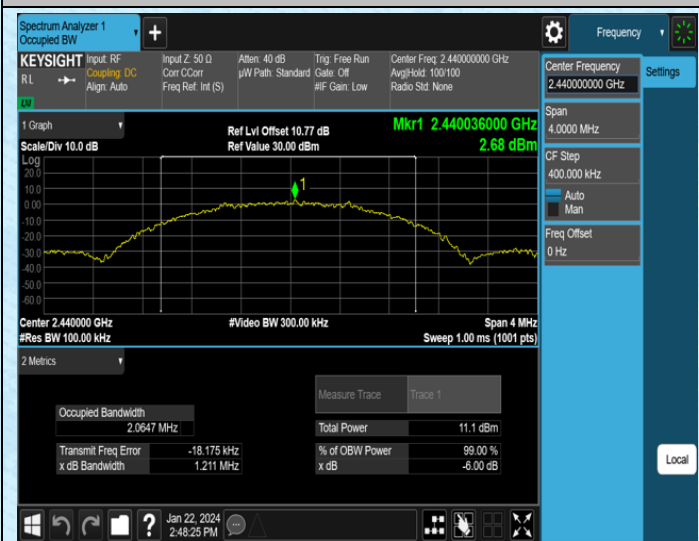 Spectrum Analyzer 1
Occupied BW
Frequency
KEYSIGHT
RL
LXI
Input: RF
Coupling: DC
Align: Auto
Input Z: 50 Ω
Corr CCorr
Freq Ref: Int (S)
Atten: 40 dB
µW Path: Standard
Trig: Free Run
Gate: Off
#IF Gain: Low
Center Freq: 2.440000000 GHz
Avg|Hold: 100/100
Radio Std: None
Center Frequency
2.440000000 GHz
Settings
Span
4.0000 MHz
CF Step
400.000 kHz
Auto
Man
Freq Offset
0 Hz
Local
1 Graph
Scale/Div 10.0 dB
Ref Lvl Offset 10.77 dB
Ref Value 30.00 dBm
Mkr1 2.440036000 GHz
2.68 dBm
Log
20.0
10.0
0.00
-10.0
-20.0
-30.0
-40.0
-50.0
-60.0
1
Center 2.440000 GHz
#Res BW 100.00 kHz
#Video BW 300.00 kHz
Span 4 MHz
Sweep 1.00 ms (1001 pts)
2 Metrics
Measure Trace
Trace 1
Occupied Bandwidth
2.0647 MHz
Total Power
11.1 dBm
Transmit Freq Error
-18.175 kHz
% of OBW Power
99.00 %
x dB Bandwidth
1.211 MHz
x dB
-6.00 dB
?
Jan 22, 2024
2:48:25 PM